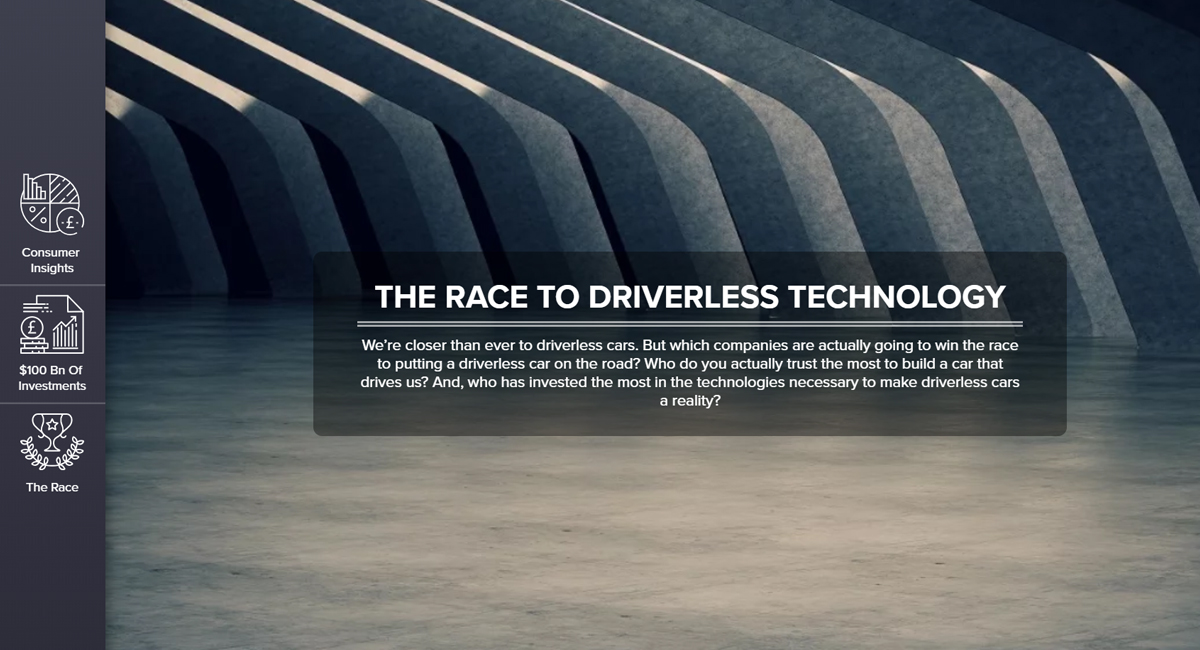 Consumer
Insights
$100 Bn Of
Investments
The Race
THE RACE TO DRIVERLESS TECHNOLOGY
We’re closer than ever to driverless cars. But which companies are actually going to win the race
to putting a driverless car on the road? Who do you actually trust the most to build a car that
drives us? And, who has invested the most in the technologies necessary to make driverless cars
a reality?